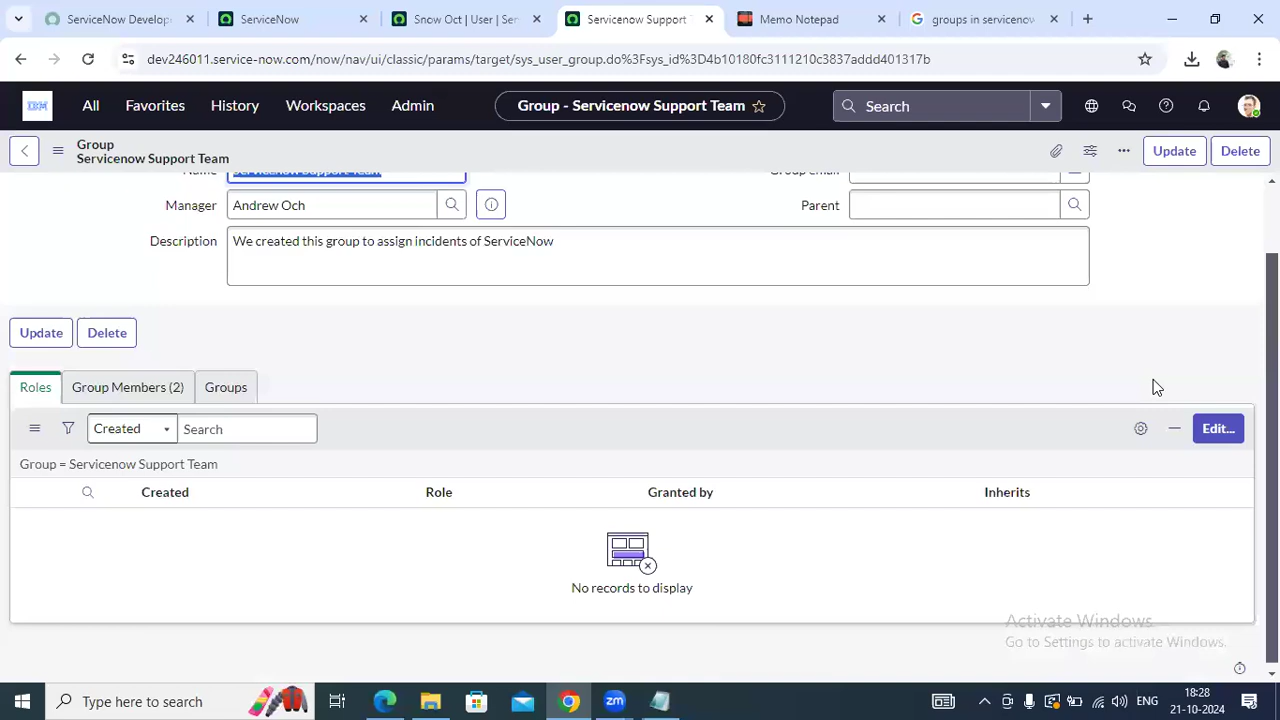 ServiceNow Develop
ServiceNow
Snow Oct | User | Ser
Servicenow Support T
Memo Notepad
groups in servicenov
dev246011.service-now.com/now/nav/ui/classic/params/target/sys_user_group.do%3Fsys_id%3D4b10180fc3111210c3837addd401317b
IBM
All
Favorites
History
Workspaces
Admin
Group - Servicenow Support Team
Search
Group
Servicenow Support Team
Update
Delete
Name
Servicenow Support Team
Group email
Manager
Andrew Och
Parent
Description
We created this group to assign incidents of ServiceNow
Update
Delete
Roles
Group Members (2)
Groups
Created
Search
Edit...
Group = Servicenow Support Team
Created
Role
Granted by
Inherits
No records to display
Activate Windows
Go to Settings to activate Windows.
Type here to search
zm
ENG
18:28
21-10-2024